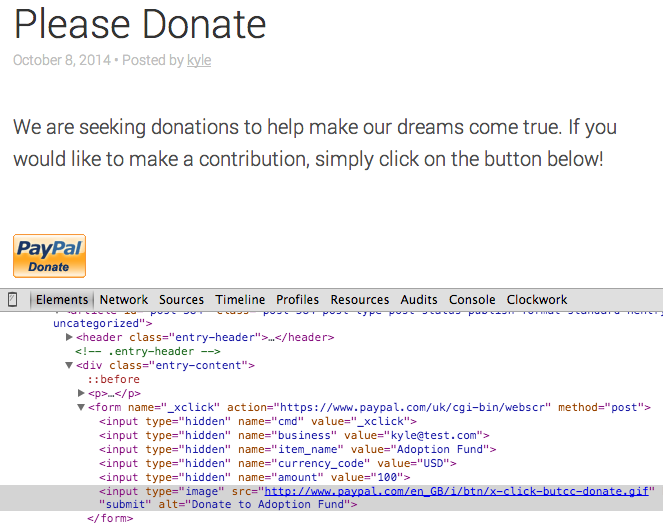 Please Donate
October 8, 2014 • Posted by kyle
We are seeking donations to help make our dreams come true. If you
would like to make a contribution, simply click on the button below!
PayPal
Donate
Elements Network Sources Timeline Profiles Resources Audits Console Clockwork
uncategorized">
▶<header class="entry-header">…</header>
<!-- .entry-header -->
▼<div class="entry-content">
::before
▶<p>…</p>
▼<form name="_xclick" action="https://www.paypal.com/uk/cgi-bin/webscr" method="post">
<input type="hidden" name="cmd" value="_xclick">
<input type="hidden" name="business" value="kyle@test.com">
<input type="hidden" name="item_name" value="Adoption Fund">
<input type="hidden" name="currency_code" value="USD">
<input type="hidden" name="amount" value="100">
<input type="image" src="http://www.paypal.com/en_GB/i/btn/x-click-butcc-donate.gif"
"submit" alt="Donate to Adoption Fund">
</form>